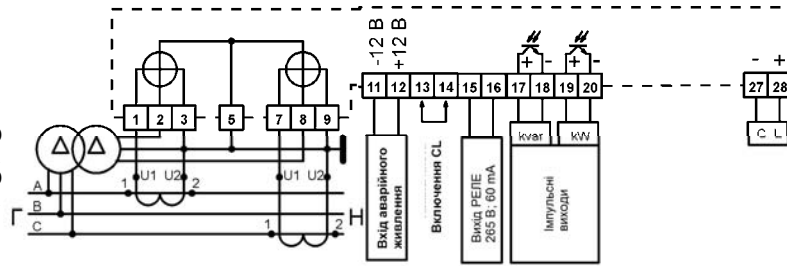 -12 В
+12 В
+ -
+ -
- +
1 2 3 5 7 8 9
11 12 13 14 15 16 17 18 19 20 27 28
kvar kW
C L
1 U1 U2 2
U1 U2
A
B
C
1 2
Г
Н
Вхід аварійного
живлення
Включення CL
Вихід РЕЛЕ
265 В; 60 mA
Імпульсні
виходи